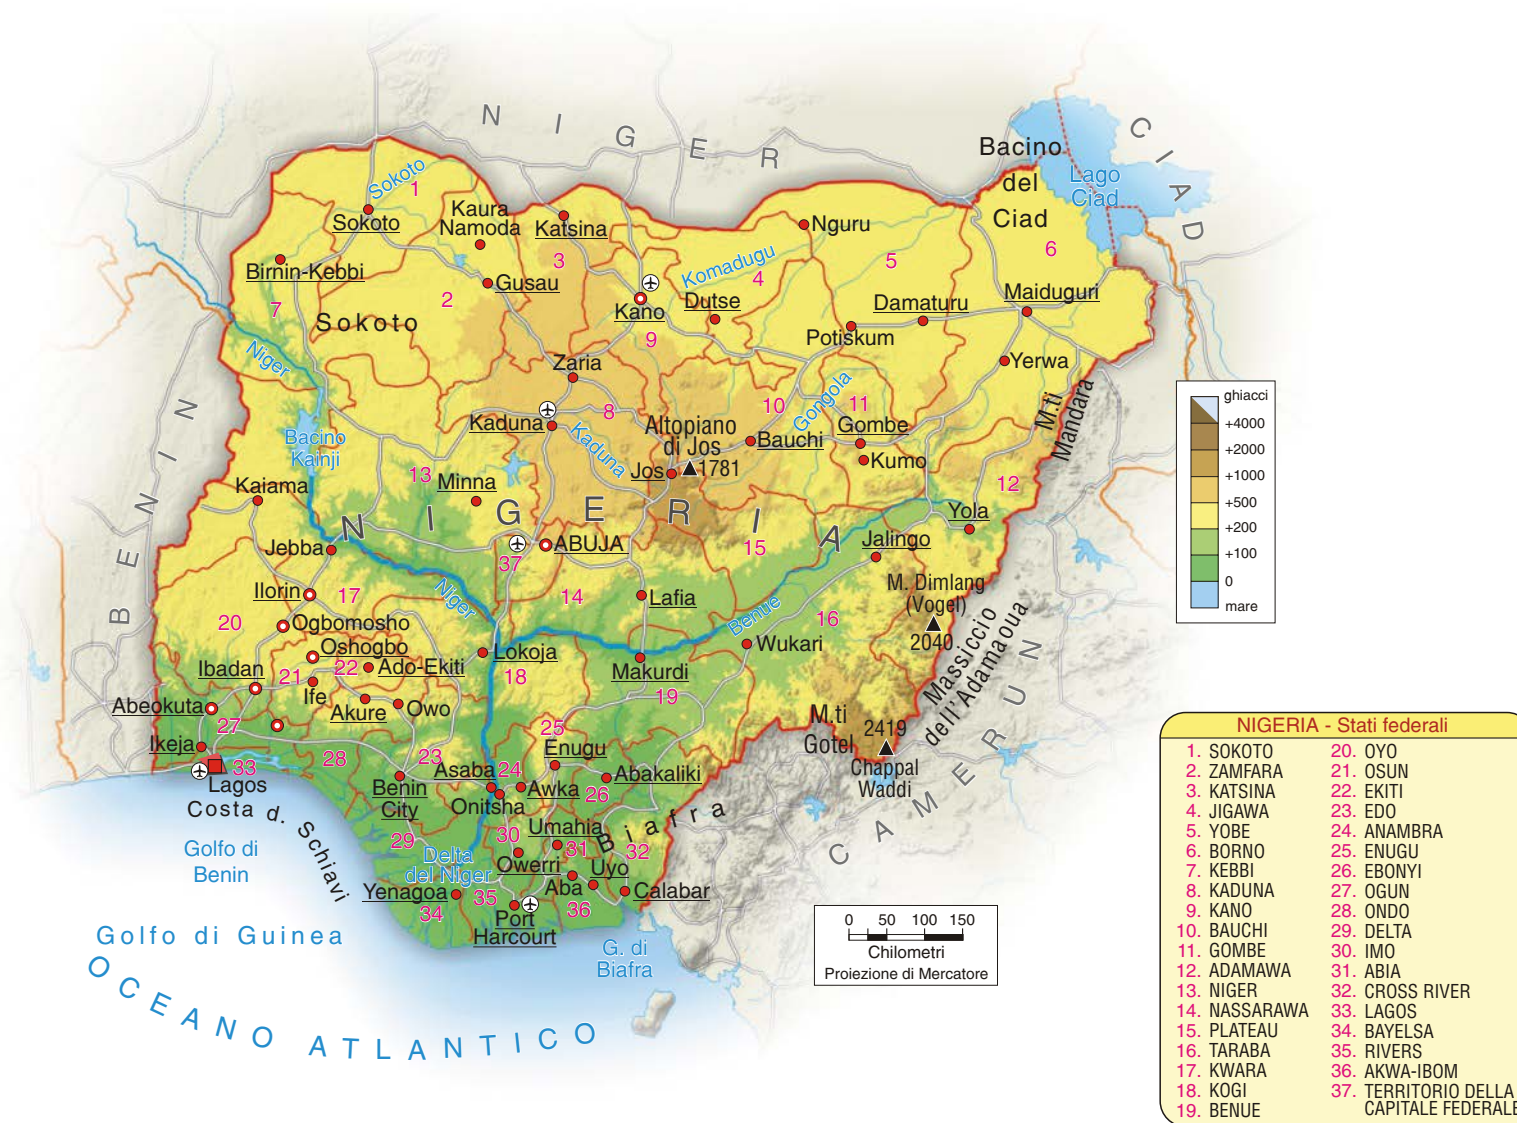 NIGER
CIAD
Bacino
del
Ciad
Lago
Ciad
Sokoto
1
Sokoto
Kaura
Namoda
Katsina
Nguru
6
Birnin-Kebbi
3
Komadugu
4
5
Gusau
7
2
Kano
Dutse
Damaturu
Maiduguri
Sokoto
9
Potiskum
Niger
Zaria
Yerwa
Gongola
M.ti
Mandara
8
10
11
Kaduna
Kaduna
Altopiano
di Jos
Bauchi
Gombe
Bacino
Kainji
Jos
1781
Kumo
13
Minna
12
Kaiama
NIGERIA
Yola
Jebba
ABUJA
15
Jalingo
37
BENIN
Ilorin
17
Niger
14
Lafia
M. Dimlang
(Vogel)
2040
20
Ogbomosho
Benue
16
Massiccio
dell'Adamaoua
Oshogbo
Wukari
Ibadan
21
22
Ado-Ekiti
Lokoja
18
Makurdi
Ife
19
Abeokuta
Akure
Owo
27
M.ti
Gotel
2419
Chappal
Waddi
CAMERUN
Ikeja
28
23
25
Enugu
33
Lagos
Asaba
24
Abakaliki
Benin
City
Onitsha
Awka
26
Costa d. Schiavi
29
30
Umahia
Biafra
31
32
Golfo di
Benin
Delta
del Niger
Owerri
Uyo
Yenagoa
35
Aba
Calabar
34
Port
Harcourt
36
Golfo di Guinea
G. di
Biafra
OCEANO ATLANTICO
ghiacci
+4000
+2000
+1000
+500
+200
+100
0
mare
0 50 100 150
Chilometri
Proiezione di Mercatore
NIGERIA - Stati federali
1. SOKOTO
2. ZAMFARA
3. KATSINA
4. JIGAWA
5. YOBE
6. BORNO
7. KEBBI
8. KADUNA
9. KANO
10. BAUCHI
11. GOMBE
12. ADAMAWA
13. NIGER
14. NASSARAWA
15. PLATEAU
16. TARABA
17. KWARA
18. KOGI
19. BENUE
20. OYO
21. OSUN
22. EKITI
23. EDO
24. ANAMBRA
25. ENUGU
26. EBONYI
27. OGUN
28. ONDO
29. DELTA
30. IMO
31. ABIA
32. CROSS RIVER
33. LAGOS
34. BAYELSA
35. RIVERS
36. AKWA-IBOM
37. TERRITORIO DELLA
CAPITALE FEDERALE